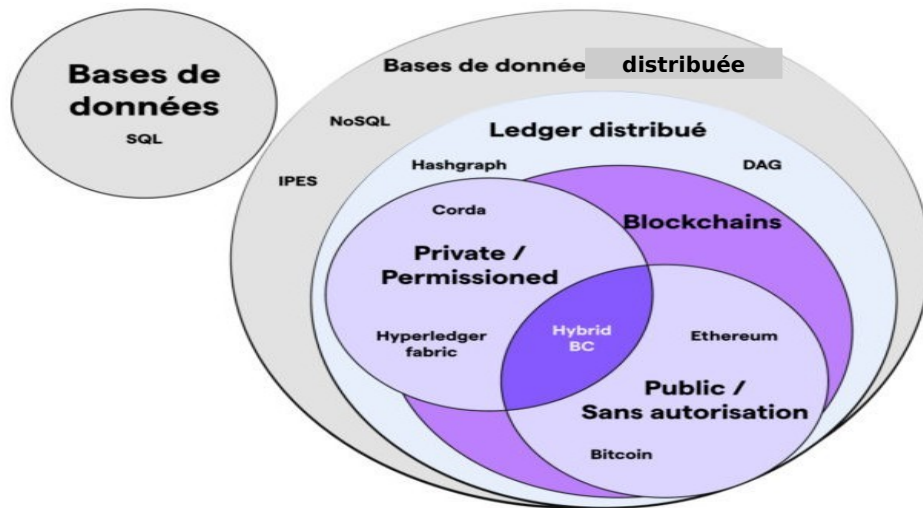 Bases de
données
SQL
Bases de donnée distribuée
NoSQL
Ledger distribué
Hashgraph
DAG
IPES
Corda
Blockchains
Private /
Permissioned
Hyperledger
fabric
Hybrid
BC
Ethereum
Public /
Sans autorisation
Bitcoin